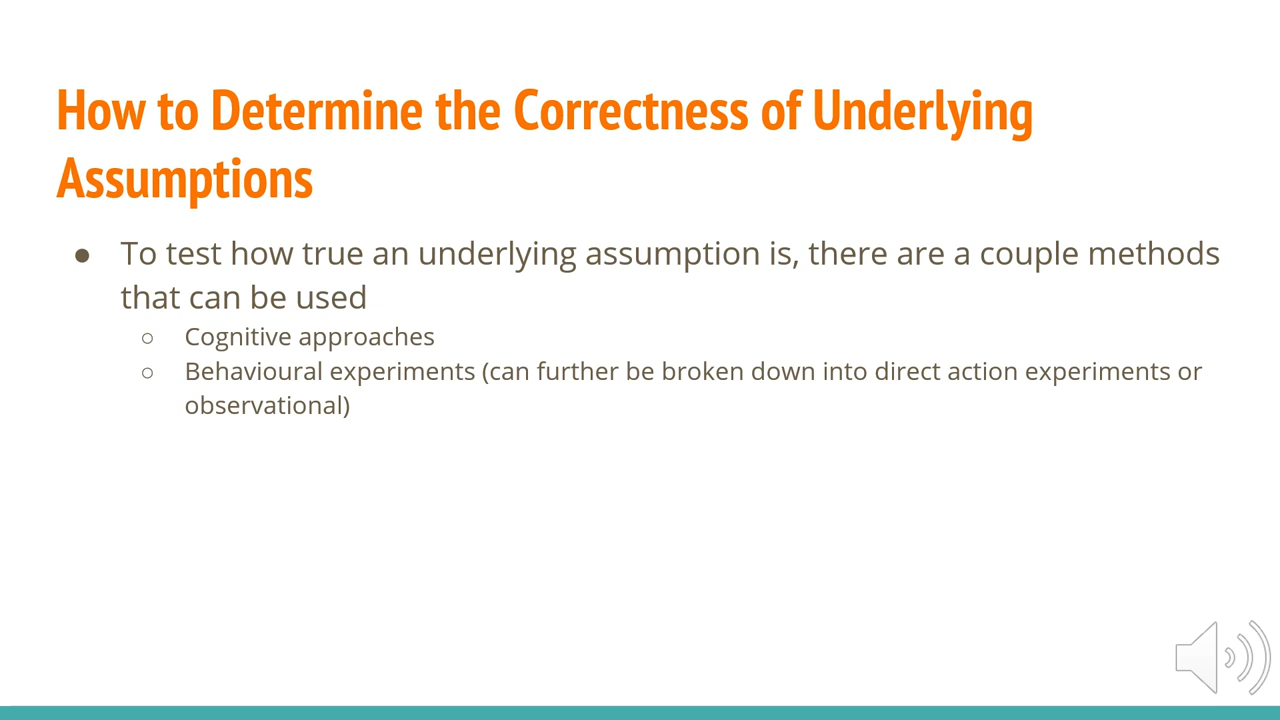 How to Determine the Correctness of Underlying
Assumptions
● To test how true an underlying assumption is, there are a couple methods
that can be used
○ Cognitive approaches
○ Behavioural experiments (can further be broken down into direct action experiments or
observational)